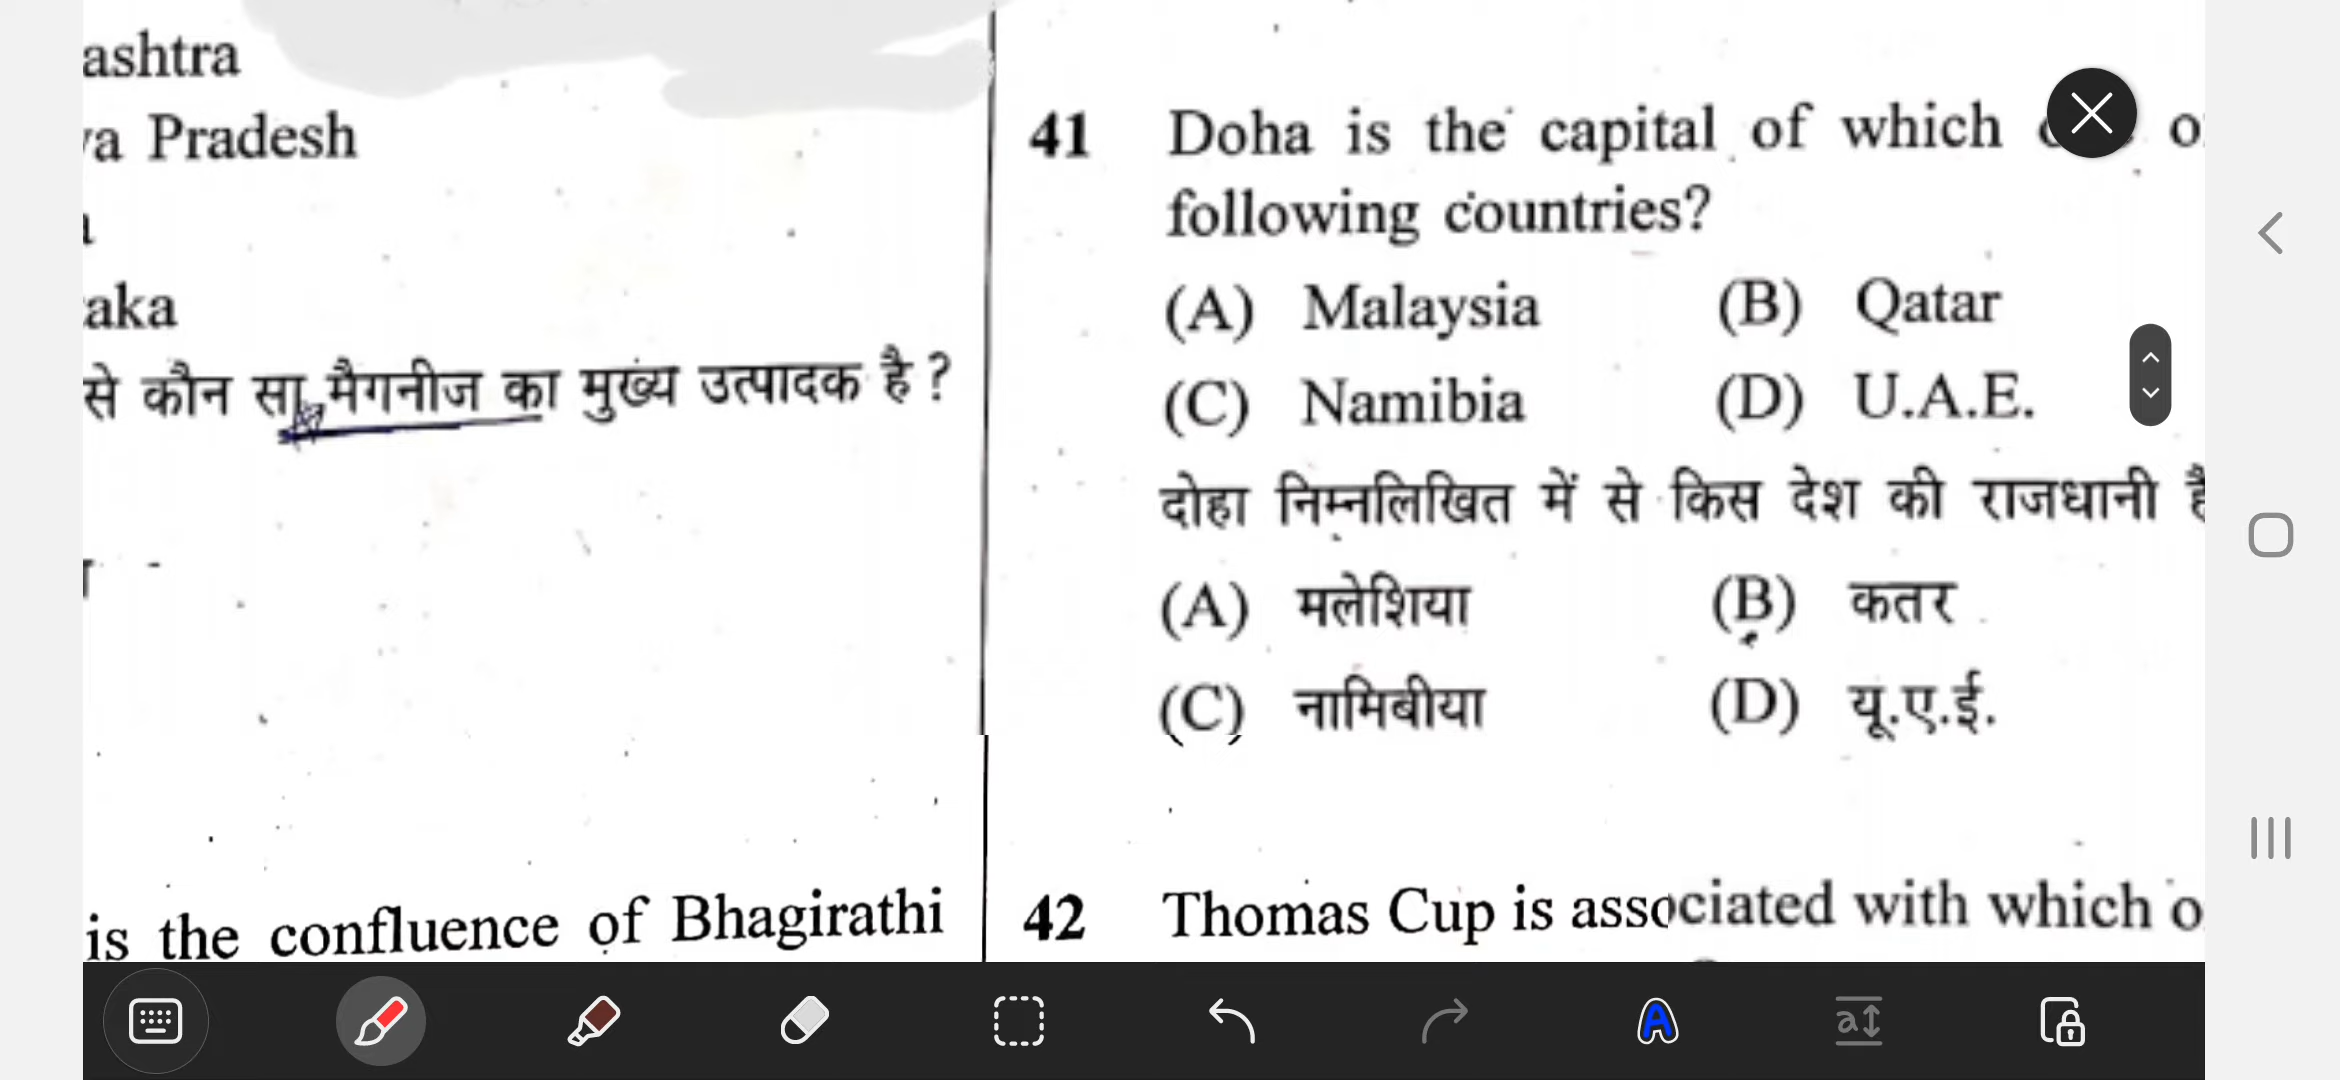 ashtra
Pradesh
aka
से कौन सा मैगनीज का मुख्य उत्पादक है ?
is the confluence of Bhagirathi
41 Doha is the capital of which
following countries?
(A) Malaysia (B) Qatar
(C) Namibia (D) U.A.E.
दोहा निम्नलिखित में से किस देश की राजधानी
(A) मलेशिया (B) कतर
(C) नामिबीया (D) यू.ए.ई.
42 Thomas Cup is associated with which